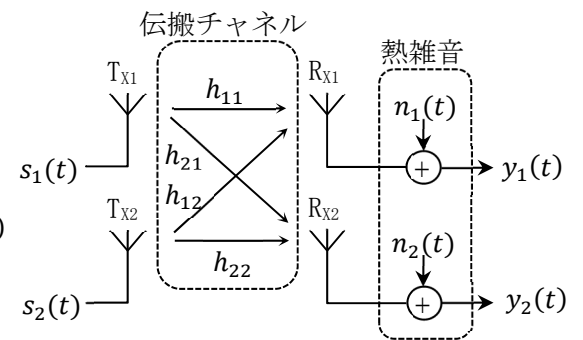 伝搬チャネル
熱雑音
T_X1
R_X1
h_11
n_1(t)
s_1(t)
h_21
+
y_1(t)
h_12
T_X2
R_X2
h_22
n_2(t)
)
s_2(t)
+
y_2(t)